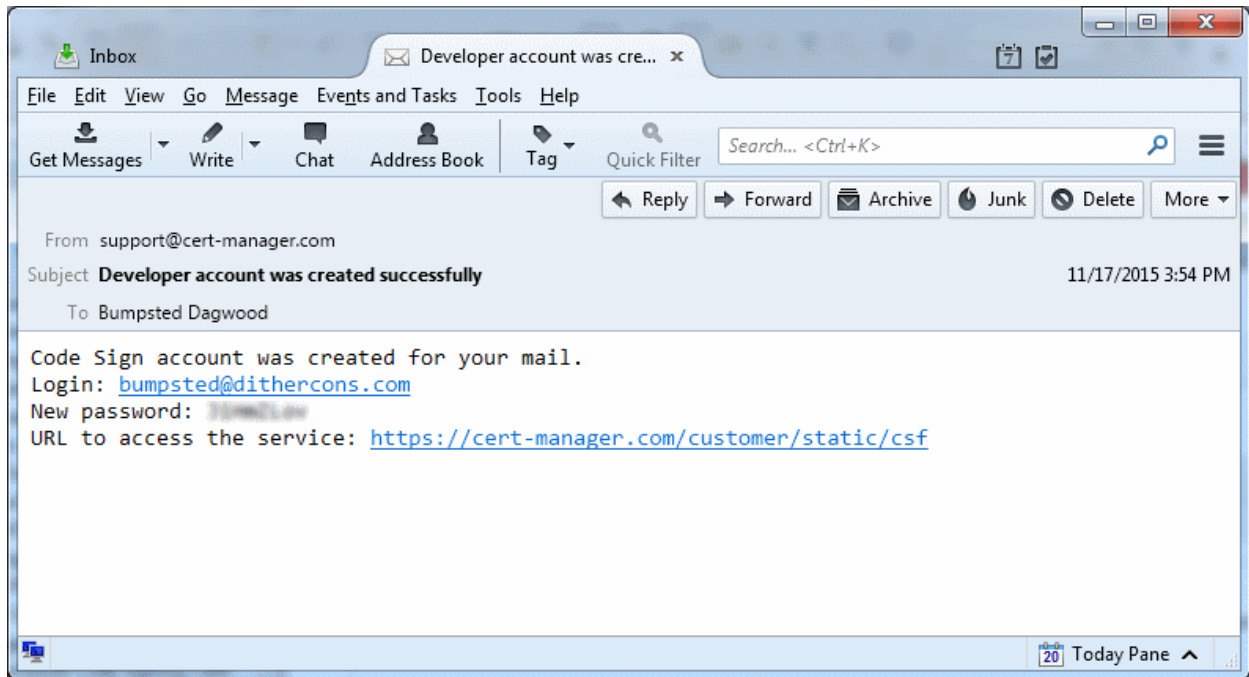 Inbox
Developer account was cre... x
7
File Edit View Go Message Events and Tasks Tools Help
Get Messages Write Chat Address Book Tag Quick Filter Search... <Ctrl+K>
Reply Forward Archive Junk Delete More
From support@cert-manager.com
Subject Developer account was created successfully 11/17/2015 3:54 PM
To Bumpsted Dagwood
Code Sign account was created for your mail.
Login: bumpsted@dithercons.com
New password:
URL to access the service: https://cert-manager.com/customer/static/csf
20 Today Pane